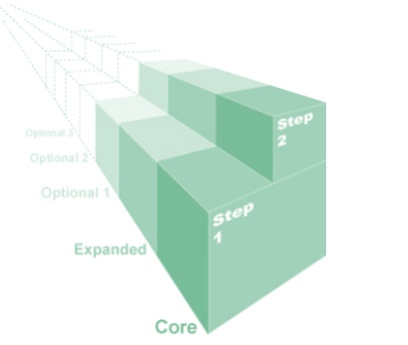 Step
2
Optional 3
Optional 2
Optional 1
Step
1
Expanded
Core